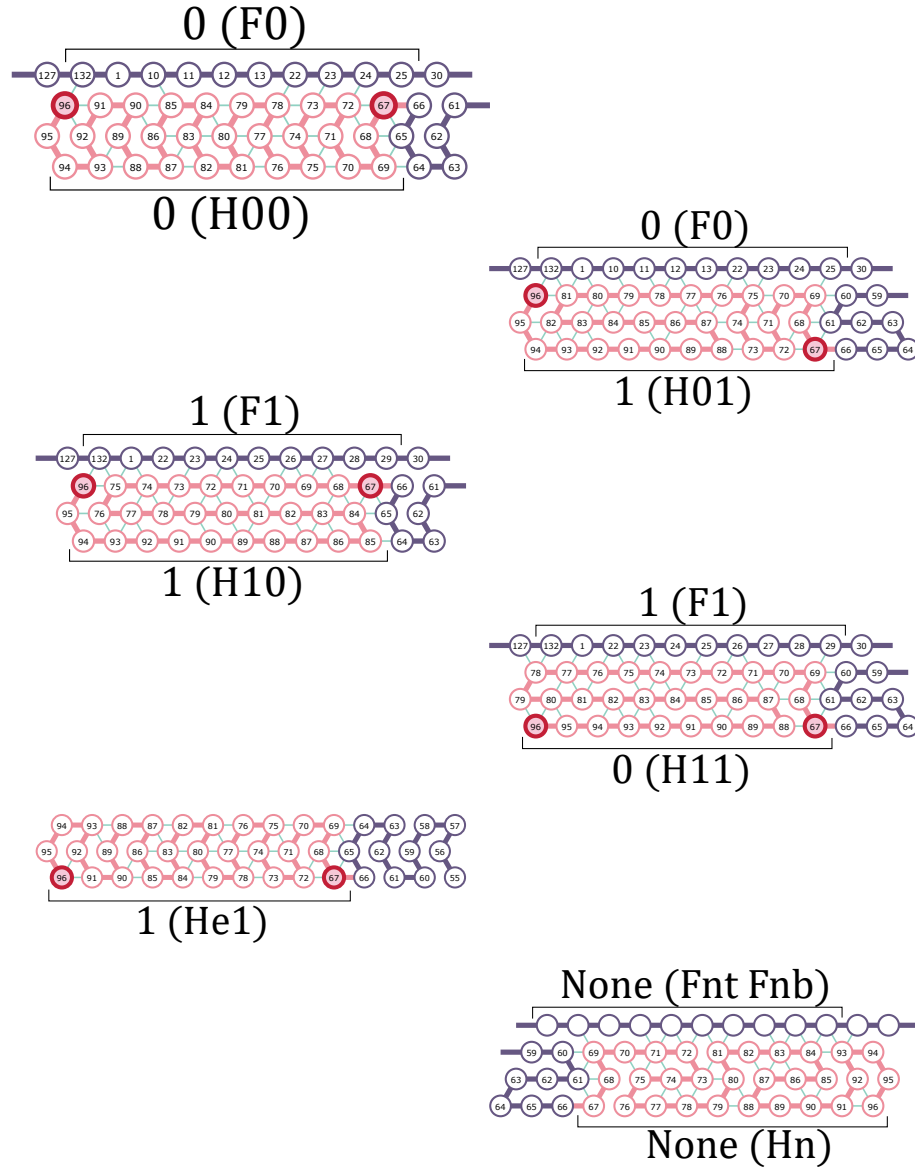 0 (F0)
127 132 1 10 11 12 13 22 23 24 25 30
96 91 90 85 84 79 78 73 72 67 66 61
95 92 89 86 83 80 77 74 71 68 65 62
94 93 88 87 82 81 76 75 70 69 64 63
0 (H00)
0 (F0)
127 132 1 10 11 12 13 22 23 24 25 30
96 81 80 79 78 77 76 75 70 69 60 59
95 82 83 84 85 86 87 74 71 68 61 62 63
94 93 92 91 90 89 88 73 72 67 66 65 64
1 (H01)
1 (F1)
127 132 1 22 23 24 25 26 27 28 29 30
96 75 74 73 72 71 70 69 68 67 66 61
95 76 77 78 79 80 81 82 83 84 65 62
94 93 92 91 90 89 88 87 86 85 64 63
1 (H10)
1 (F1)
127 132 1 22 23 24 25 26 27 28 29 30
78 77 76 75 74 73 72 71 70 69 60 59
79 80 81 82 83 84 85 86 87 68 61 62 63
96 95 94 93 92 91 90 89 88 67 66 65 64
0 (H11)
94 93 88 87 82 81 76 75 70 69 64 63 58 57
95 92 89 86 83 80 77 74 71 68 65 62 59 56
96 91 90 85 84 79 78 73 72 67 66 61 60 55
1 (He1)
None (Fnt Fnb)
59 60 69 70 71 72 81 82 83 84 93 94
63 62 61 68 75 74 73 80 87 86 85 92 95
64 65 66 67 76 77 78 79 88 89 90 91 96
None (Hn)